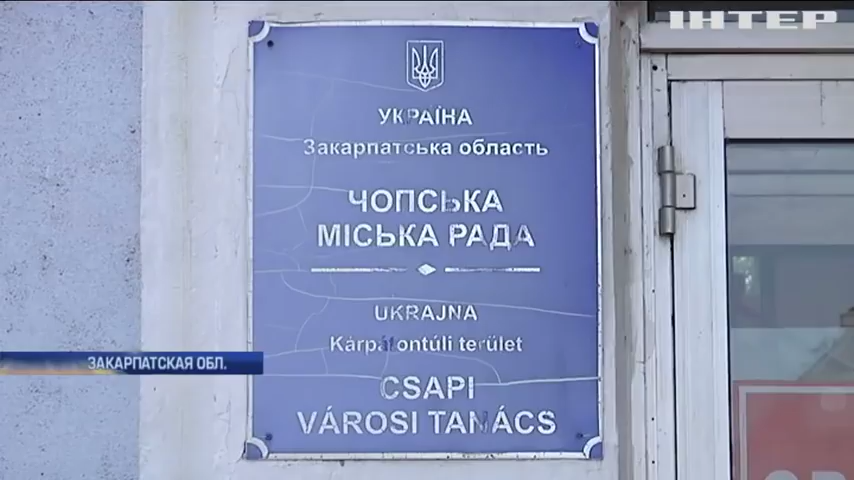 ІНТЕР
УКРАЇНА
Закарпатська область
ЧОПСЬКА
МІСЬКА РАДА
UKRAJNA
Kárpátontúli terület
CSAPI
VÁROSI TANÁCS
ЗАКАРПАТСКАЯ ОБЛ.